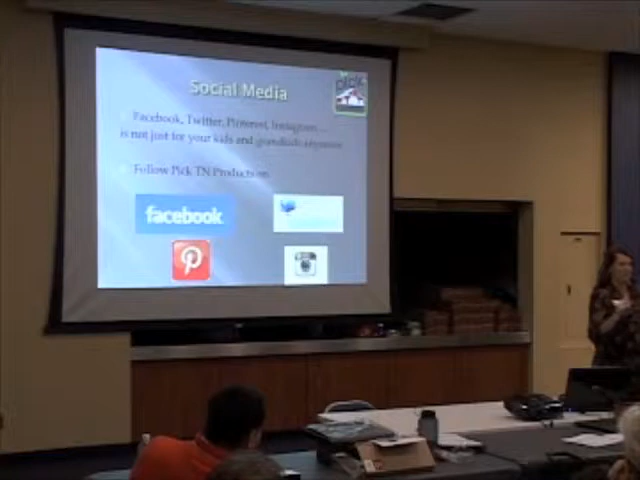 Social Media
Pick
Facebook, Twitter, Pinterest, Instagram...
is not just for your kids and grandkids anymore
Follow Pick TN Products on
facebook